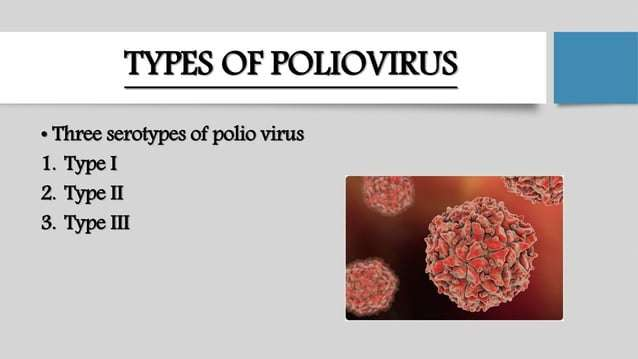 TYPES OF POLIOVIRUS
• Three serotypes of polio virus
1. Type I
2. Type II
3. Type III